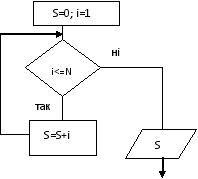 S=0; i=1
i<=N
ні
так
S=S+i
S